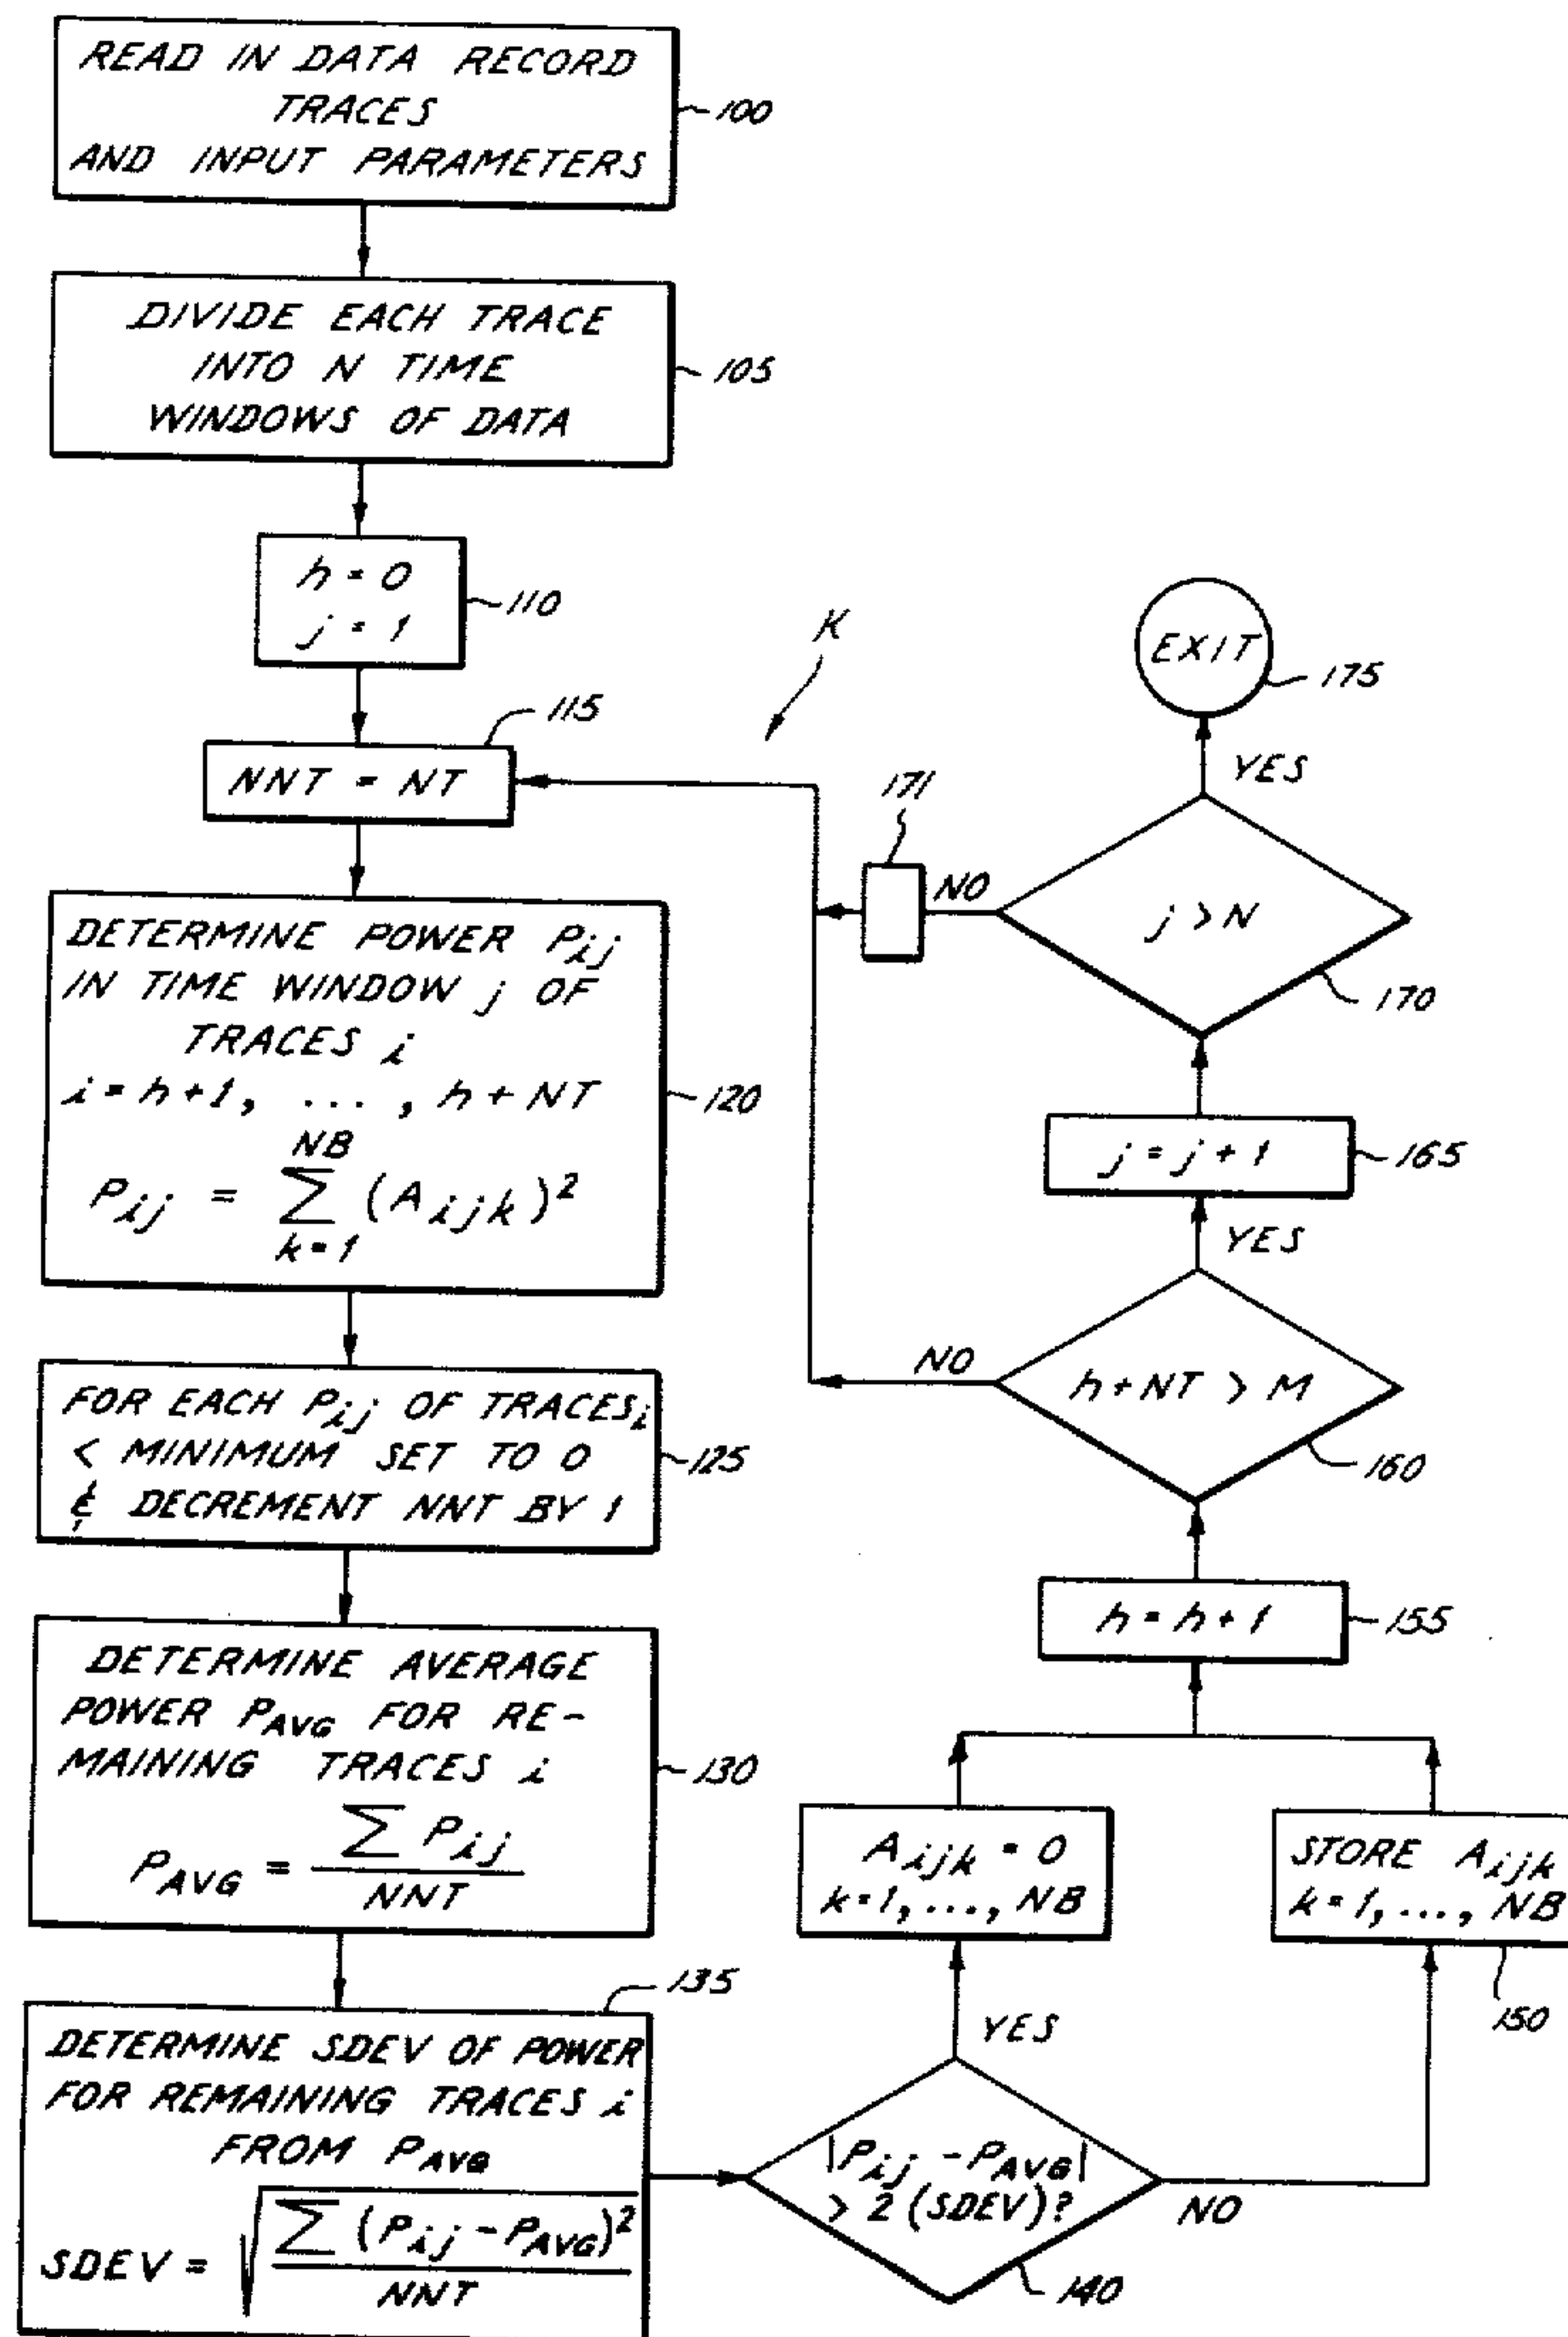 READ IN DATA RECORD
TRACES
AND INPUT PARAMETERS
100
DIVIDE EACH TRACE
INTO N TIME
WINDOWS OF DATA
105
h = 0
j = 1
110
115
NNT = NT
DETERMINE POWER Pij
IN TIME WINDOW j OF
TRACES i
i = h + 1, ..., h + NT
NB
Pij = ∑ (Aijk)²
k = 1
120
FOR EACH Pij OF TRACES i
< MINIMUM SET TO 0
& DECREMENT NNT BY 1
125
DETERMINE AVERAGE
POWER PAVG FOR RE-
MAINING TRACES i
PAVG = ∑ Pij
NNT
130
135
DETERMINE SDEV OF POWER
FOR REMAINING TRACES i
FROM PAVG
SDEV = √ ∑ (Pij - PAVG)²
NNT
|Pij - PAVG|
> 2 (SDEV)?
140
YES
NO
Aijk = 0
k = 1, ..., NB
STORE Aijk
k = 1, ..., NB
150
h = h + 1
155
h + NT > M
160
NO
YES
j = j + 1
165
j > N
170
NO
171
YES
EXIT
175
K